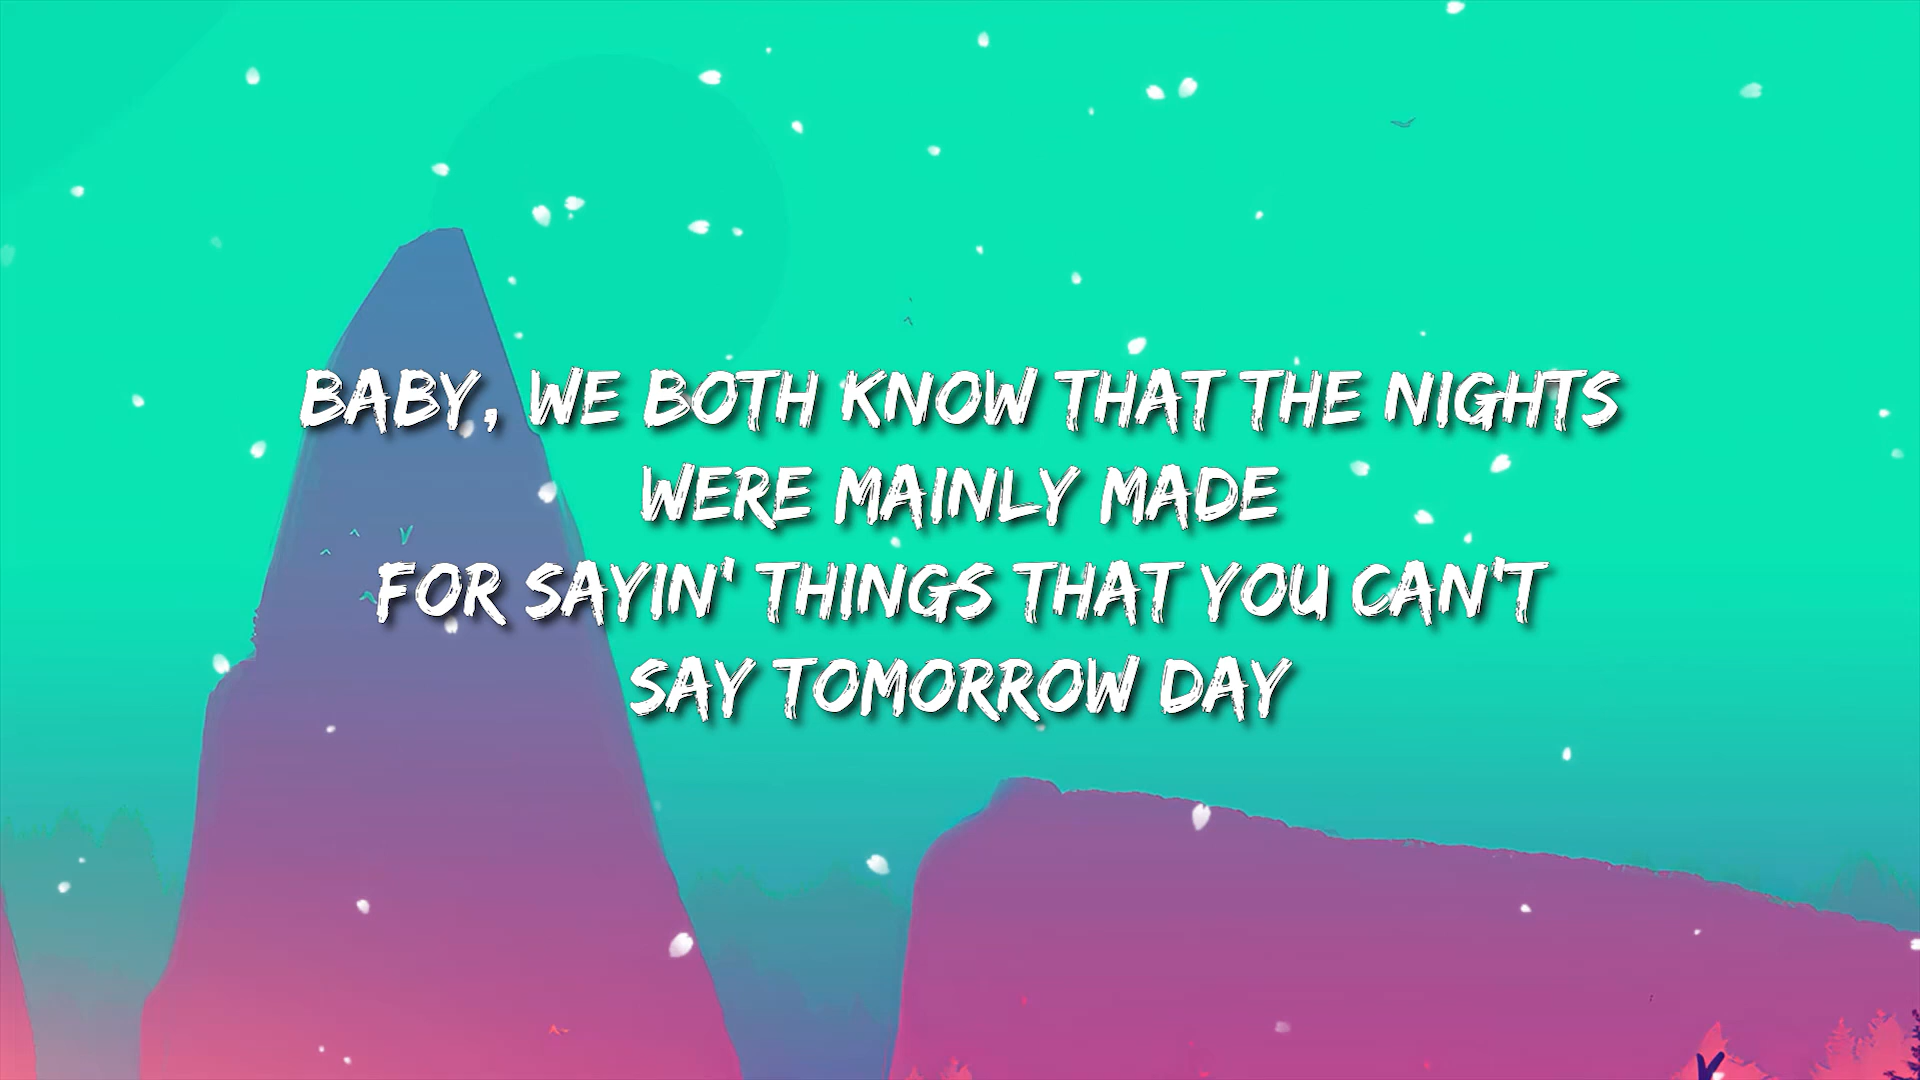 BABY, WE BOTH KNOW THAT THE NIGHTS
WERE MAINLY MADE
FOR SAYIN' THINGS THAT YOU CAN'T
SAY TOMORROW DAY